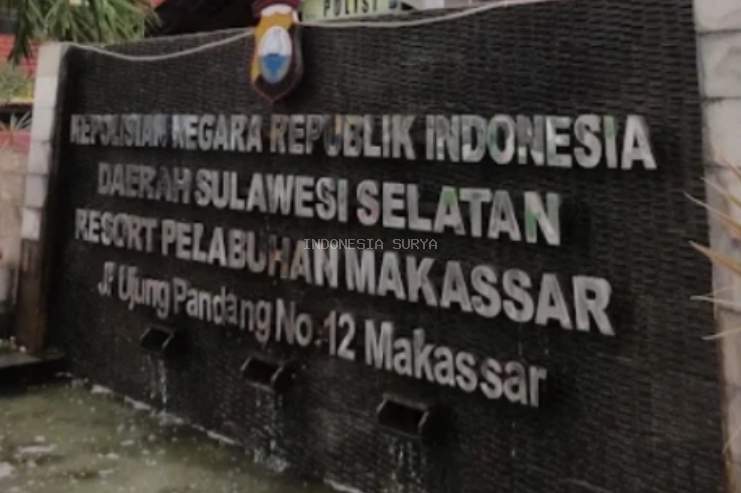 POLISI
KEPOLISIAN NEGARA REPUBLIK INDONESIA
DAERAH SULAWESI SELATAN
RESORT PELABUHAN MAKASSAR
INDONESIA SURYA
Jl Ujung Pandang No.12 Makassar